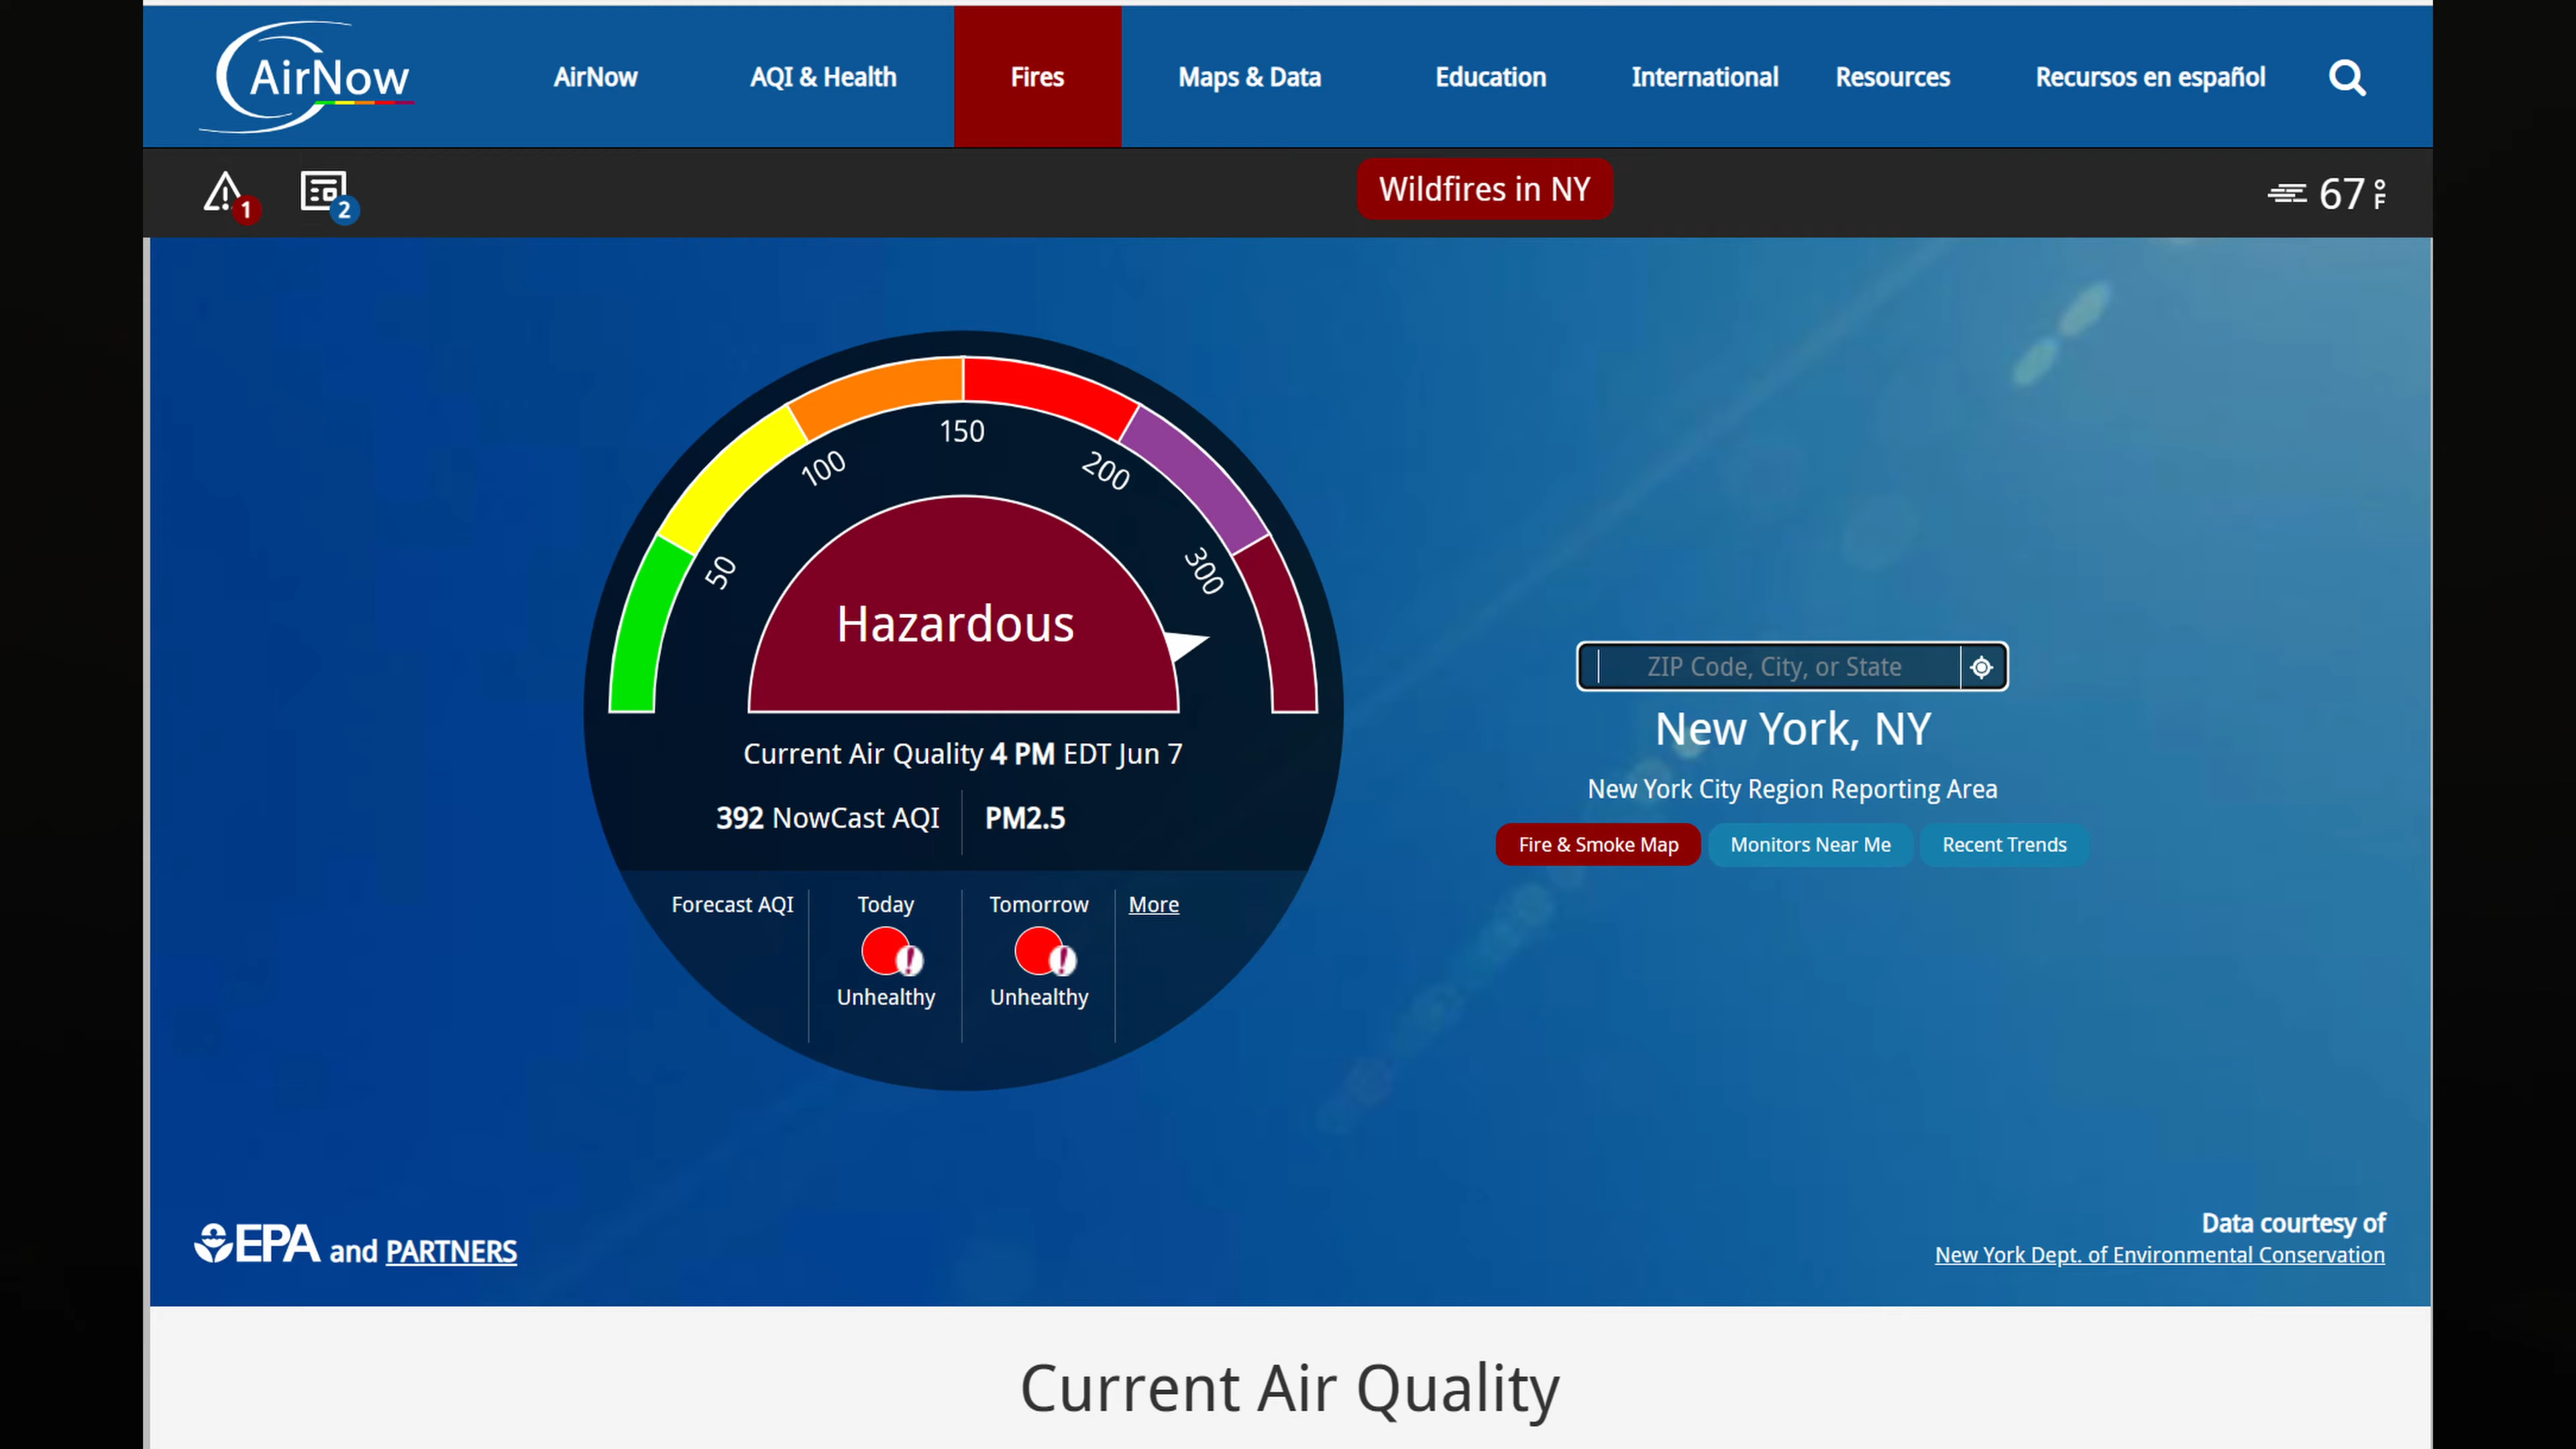 AirNow
AirNow AQI & Health Fires Maps & Data Education International Resources Recursos en español
1 2 Wildfires in NY 67 °F
50 100 150 200 300
Hazardous
Current Air Quality 4 PM EDT Jun 7
392 NowCast AQI PM2.5
Forecast AQI Today Tomorrow More
! !
Unhealthy Unhealthy
ZIP Code, City, or State
New York, NY
New York City Region Reporting Area
Fire & Smoke Map Monitors Near Me Recent Trends
EPA and PARTNERS
Data courtesy of
New York Dept. of Environmental Conservation
Current Air Quality